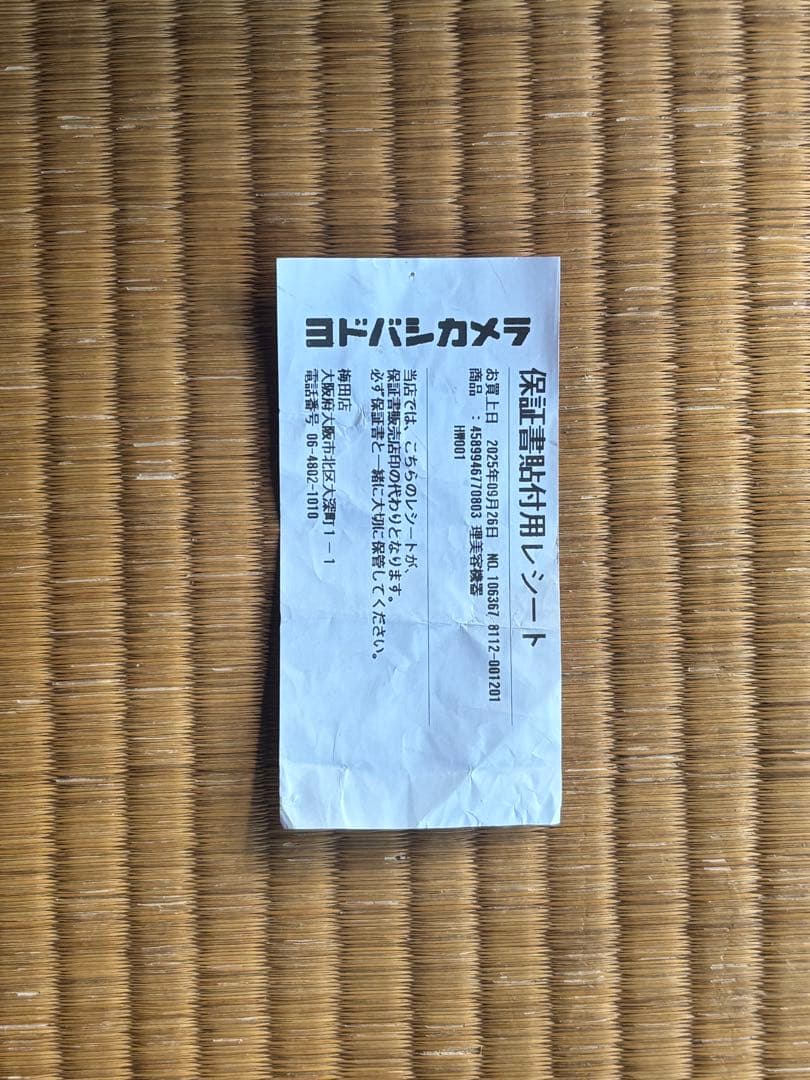 ヨドバシカメラ
保証書貼付用レシート
お買上日 2025年09月26日 NO. 106367, 8112-001201
商品 : 4589946770803 理美容機器
HW001
当店では、こちらのレシートが、
保証書販売店印の代わりとなります。
必ず保証書と一緒に大切に保管してください。
梅田店
大阪府大阪市北区大深町1-1
電話番号 06-4802-1010